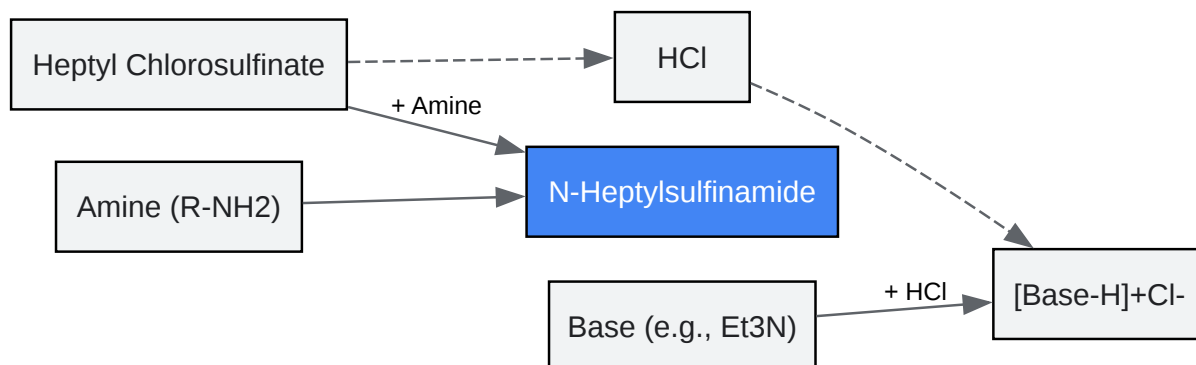 Heptyl Chlorosulfinate
HCl
+ Amine
Amine (R-NH2)
N-Heptylsulfinamide
Base (e.g., Et3N)
+ HCl
[Base-H]+Cl-